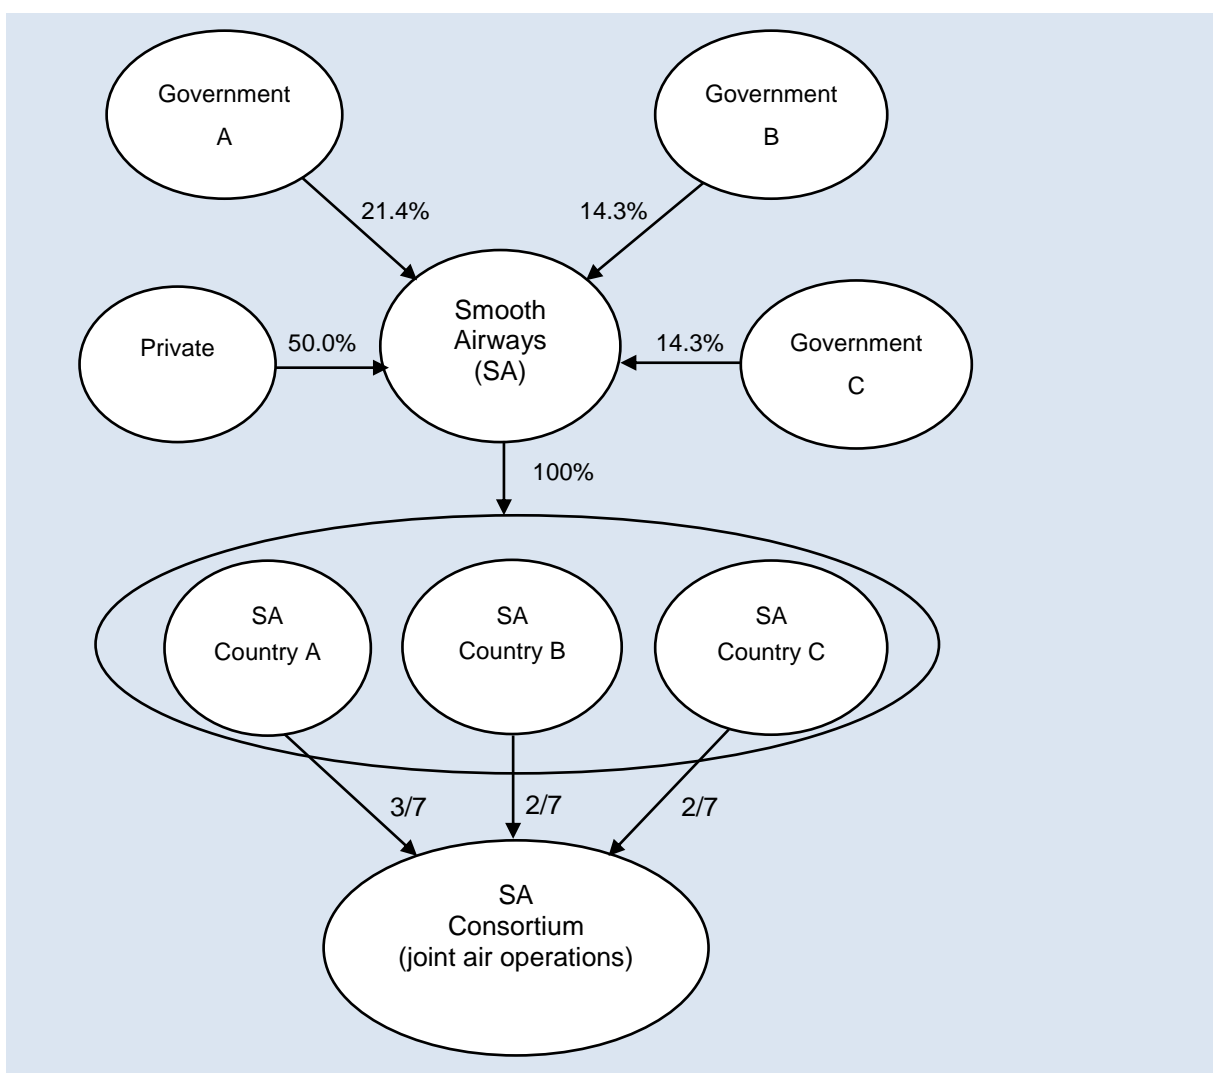 Government
A
Government
B
21.4%
14.3%
Smooth
Airways
(SA)
Private
50.0%
14.3%
Government
C
100%
SA
Country A
SA
Country B
SA
Country C
3/7
2/7
2/7
SA
Consortium
(joint air operations)